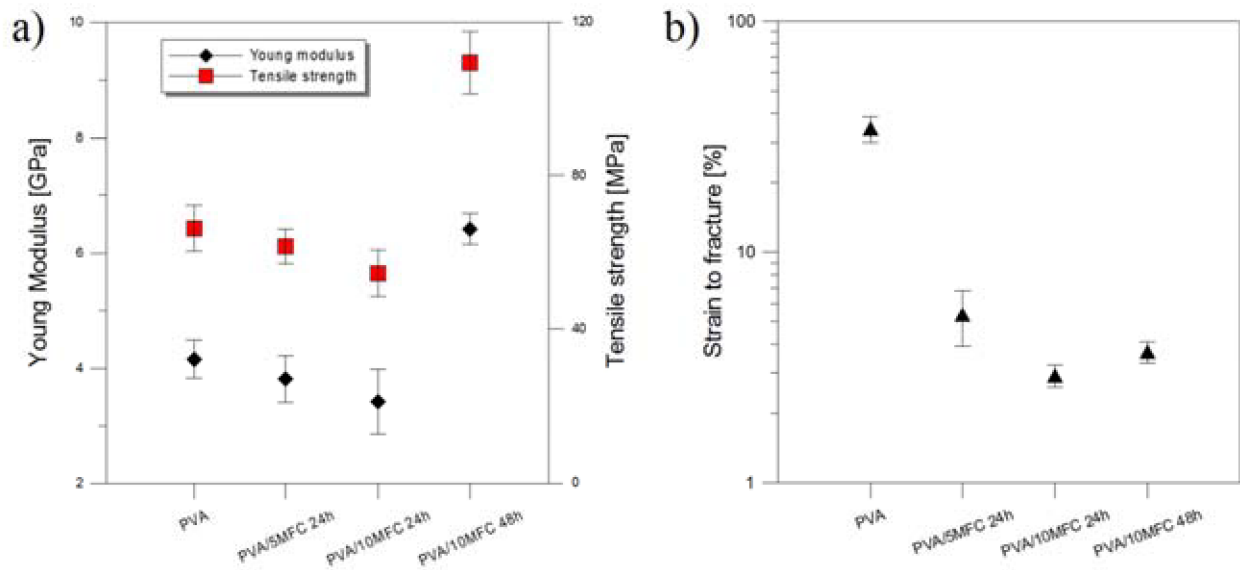 a)
Young modulus
Tensile strength
10
8
6
4
2
Young Modulus [GPa]
120
80
40
0
Tensile strength [MPa]
PVA
PVA/5MFC 24h
PVA/10MFC 24h
PVA/10MFC 48h
b)
100
10
1
Strain to fracture [%]
PVA
PVA/5MFC 24h
PVA/10MFC 24h
PVA/10MFC 48h